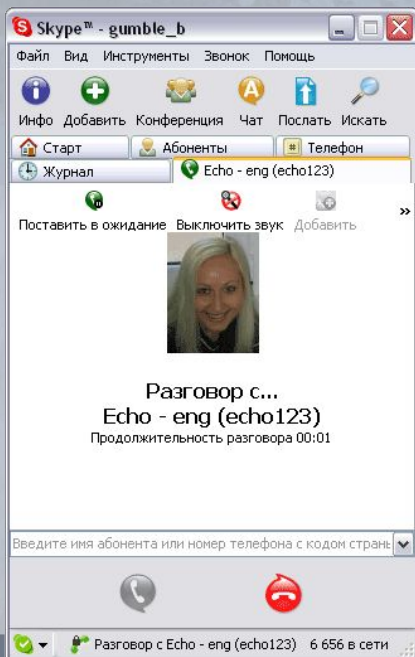 Skype™ - gumble_b
Файл Вид Инструменты Звонок Помощь
Инфо Добавить Конференция Чат Послать Искать
Старт Абоненты Телефон
Журнал Echo - eng (echo123)
Поставить в ожидание Выключить звук Добавить »
Разговор с...
Echo - eng (echo123)
Продолжительность разговора 00:01
Введите имя абонента или номер телефона с кодом страны
Разговор с Echo - eng (echo123) 6 656 в сети